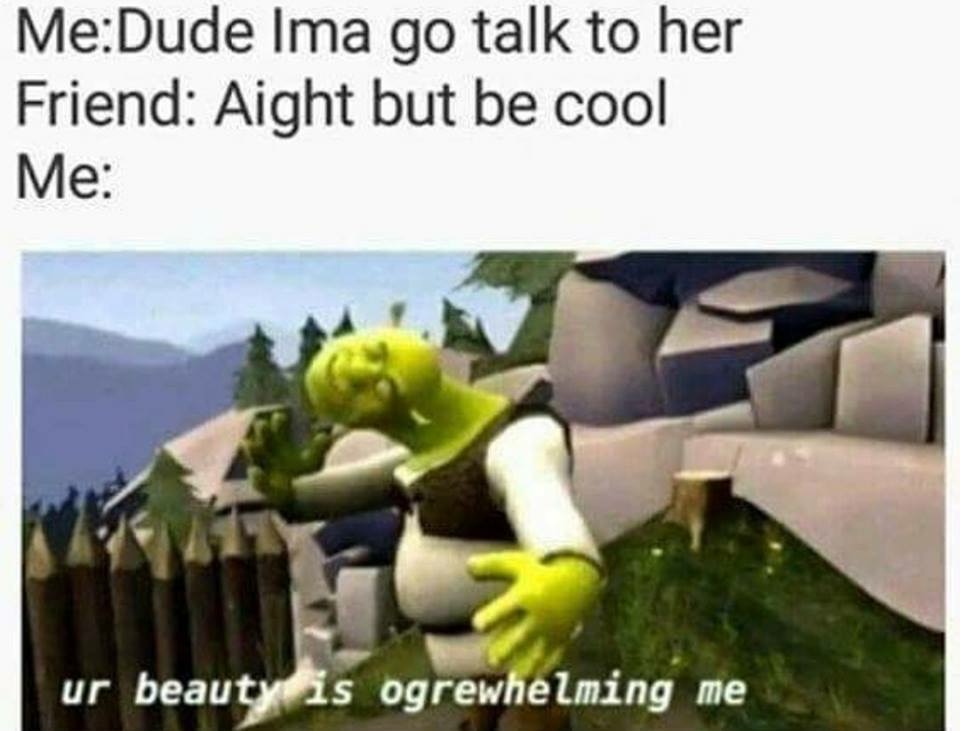 Me:Dude Ima go talk to her
Friend: Aight but be cool
Me:
ur beauty is ogrewhelming me